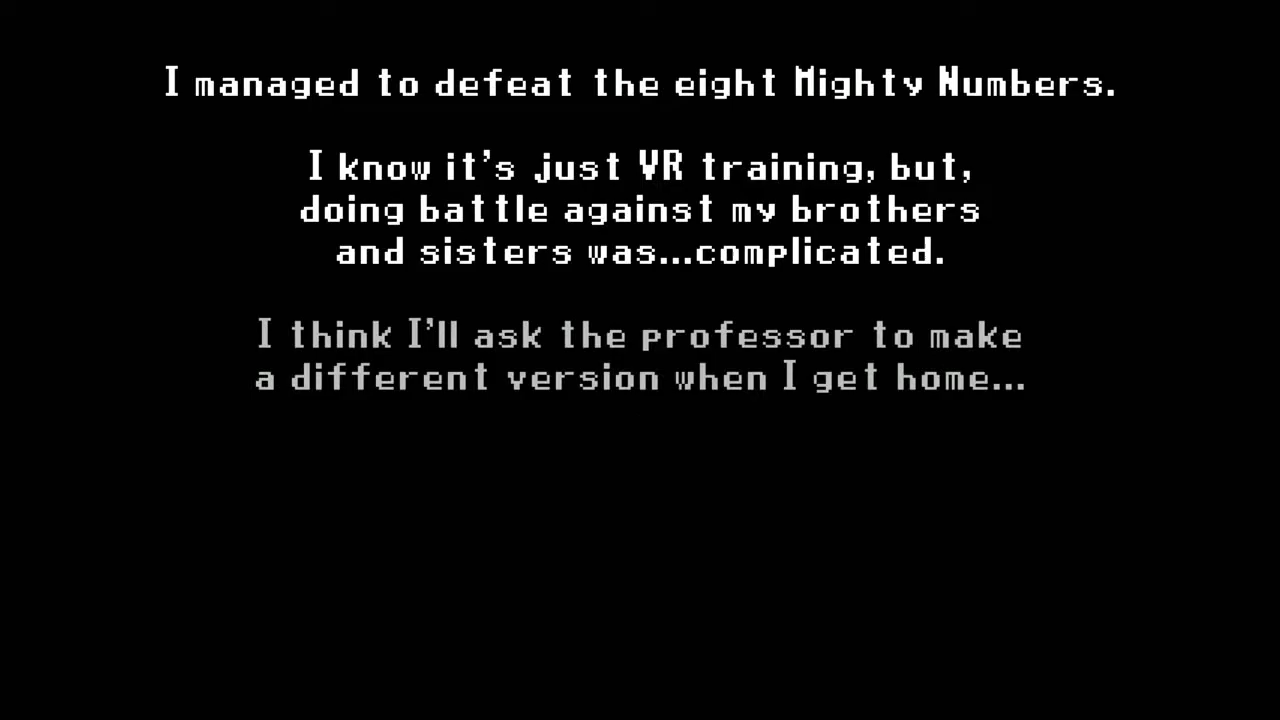 I managed to defeat the eight Mighty Numbers.
I know it's just VR training, but,
doing battle against my brothers
and sisters was...complicated.
I think I'll ask the professor to make
a different version when I get home...